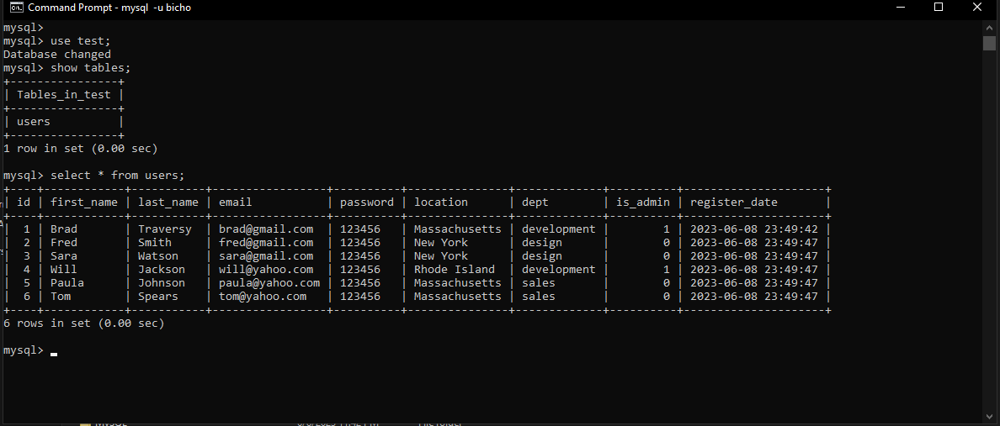 Command Prompt - mysql  -u bicho
mysql>
mysql> use test;
Database changed
mysql> show tables;
+----------------+
| Tables_in_test |
+----------------+
| users          |
+----------------+
1 row in set (0.00 sec)
mysql> select * from users;
+----+------------+-----------+-----------------+----------+---------------+-------------+----------+---------------------+
| id | first_name | last_name | email           | password | location      | dept        | is_admin | register_date       |
+----+------------+-----------+-----------------+----------+---------------+-------------+----------+---------------------+
|  1 | Brad       | Traversy  | brad@gmail.com  | 123456   | Massachusetts | development |        1 | 2023-06-08 23:49:42 |
|  2 | Fred       | Smith     | fred@gmail.com  | 123456   | New York      | design      |        0 | 2023-06-08 23:49:47 |
|  3 | Sara       | Watson    | sara@gmail.com  | 123456   | New York      | design      |        0 | 2023-06-08 23:49:47 |
|  4 | Will       | Jackson   | will@yahoo.com  | 123456   | Rhode Island  | development |        1 | 2023-06-08 23:49:47 |
|  5 | Paula      | Johnson   | paula@yahoo.com | 123456   | Massachusetts | sales       |        0 | 2023-06-08 23:49:47 |
|  6 | Tom        | Spears    | tom@yahoo.com   | 123456   | Massachusetts | sales       |        0 | 2023-06-08 23:49:47 |
+----+------------+-----------+-----------------+----------+---------------+-------------+----------+---------------------+
6 rows in set (0.00 sec)
mysql>